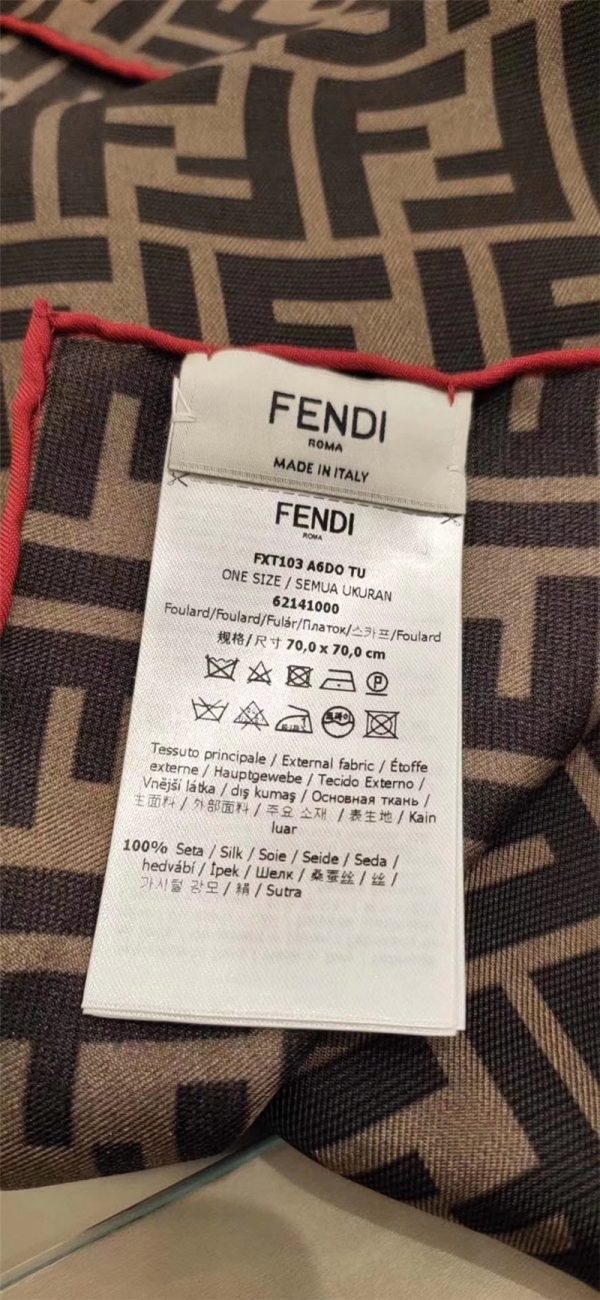 FENDI
ROMA
MADE IN ITALY
FENDI
ROMA
FXT103 A6DO TU
ONE SIZE / SEMUA UKURAN
62141000
Foulard/Foulard/Fulár/Платок/스카프/Foulard
规格/尺寸 70,0 x 70,0 cm
P
드라이
Tessuto principale / External fabric / Étoffe
externe / Hauptgewebe / Tecido Externo /
Vnější látka / dış kumaş / Основная ткань /
主面料 / 外部面料 / 주요 소재 / 表生地 / Kain
luar
100% Seta / Silk / Soie / Seide / Seda /
hedvábí / İpek / Шелк / 桑蚕丝 / 丝 /
가시털 강모 / 絹 / Sutra